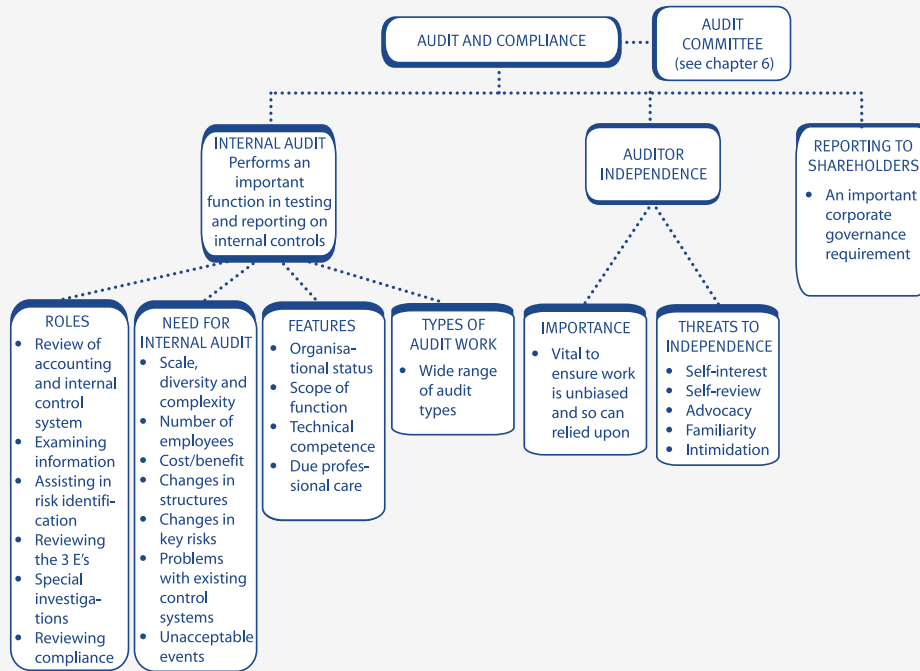 AUDIT AND COMPLIANCE
AUDIT
COMMITTEE
(see chapter 6)
INTERNAL AUDIT
Performs an
important
function in testing
and reporting on
internal controls
AUDITOR
INDEPENDENCE
REPORTING TO
SHAREHOLDERS
• An important
corporate
governance
requirement
ROLES
• Review of
accounting and
internal
control
system
• Examining
information
• Assisting in
risk identifi-
cation
• Reviewing
the 3 E's
• Special
investiga-
tions
• Reviewing
compliance
NEED FOR
INTERNAL AUDIT
• Scale,
diversity and
complexity
• Number of
employees
• Cost/benefit
• Changes in
structures
• Changes in
key risks
• Problems
with existing
control
systems
• Unacceptable
events
FEATURES
• Organisa-
tional status
• Scope of
function
• Technical
competence
• Due profes-
sional care
TYPES OF
AUDIT WORK
• Wide range
of audit
types
IMPORTANCE
• Vital to
ensure work
is unbiased
and so can
relied upon
THREATS TO
INDEPENDENCE
• Self-interest
• Self-review
• Advocacy
• Familiarity
• Intimidation